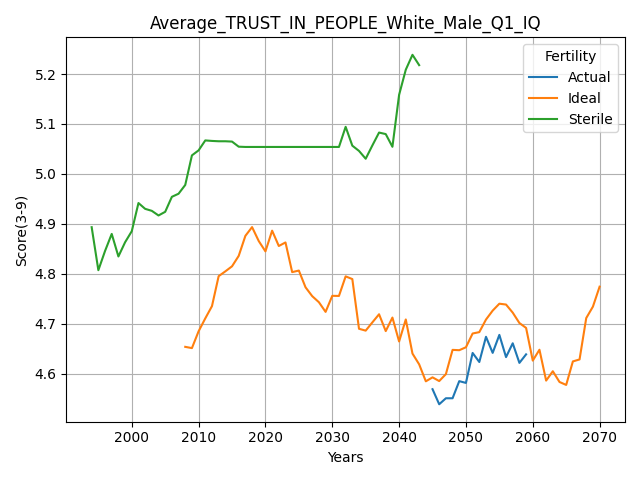 Average_TRUST_IN_PEOPLE_White_Male_Q1_IQ
Score(3-9)
5.2
5.1
5.0
4.9
4.8
4.7
4.6
Fertility
Actual
Ideal
Sterile
2000 2010 2020 2030 2040 2050 2060 2070
Years